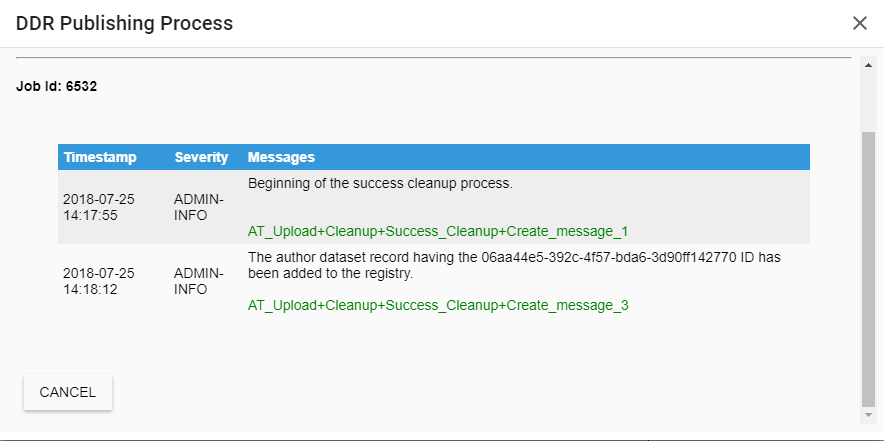 DDR Publishing Process
Job Id: 6532
Timestamp Severity Messages
2018-07-25 14:17:55 ADMIN-INFO Beginning of the success cleanup process.
AT_Upload+Cleanup+Success_Cleanup+Create_message_1
2018-07-25 14:18:12 ADMIN-INFO The author dataset record having the 06aa44e5-392c-4f57-bda6-3d90ff142770 ID has
been added to the registry.
AT_Upload+Cleanup+Success_Cleanup+Create_message_3
CANCEL